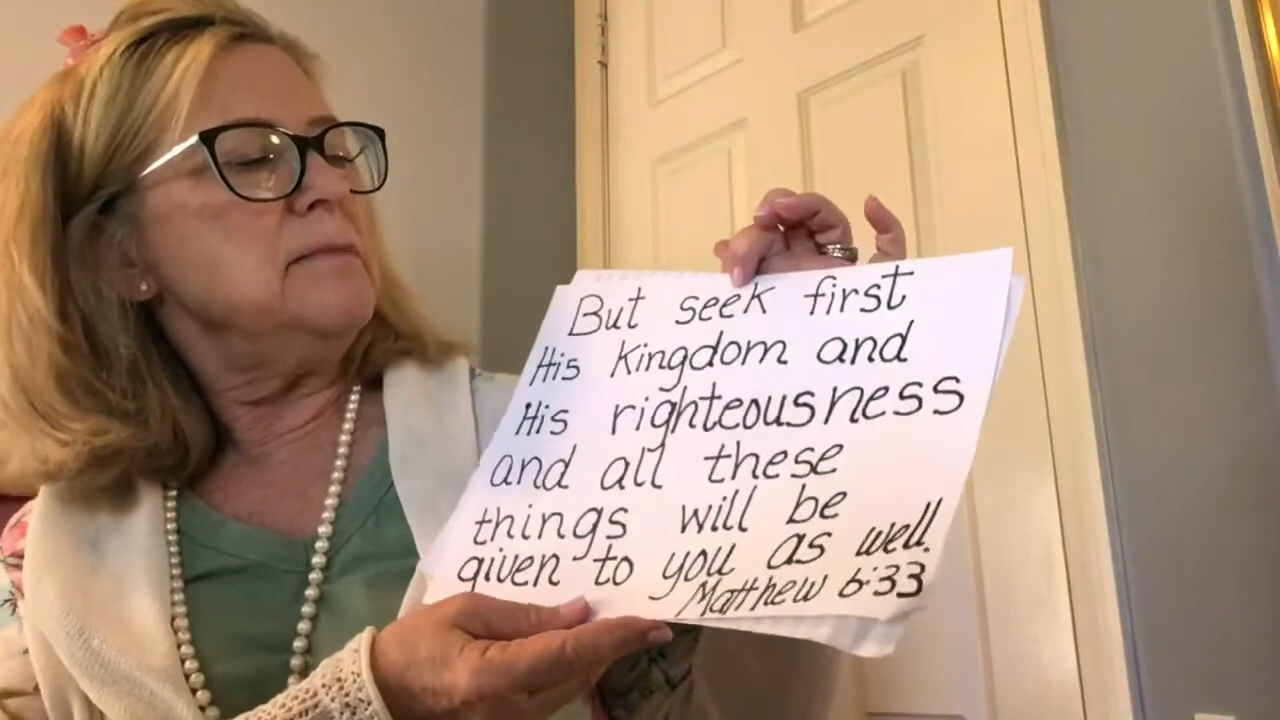 But seek first
His Kingdom and
His righteousness
and all these
things will be
given to you as well.
Matthew 6:33